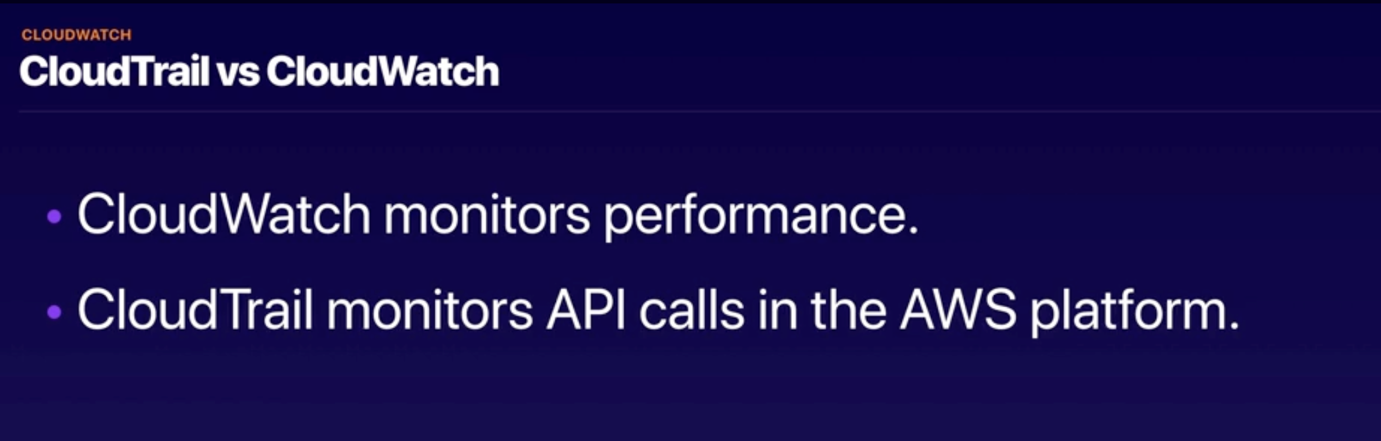 CLOUDWATCH
CloudTrail vs CloudWatch
• CloudWatch monitors performance.
• CloudTrail monitors API calls in the AWS platform.